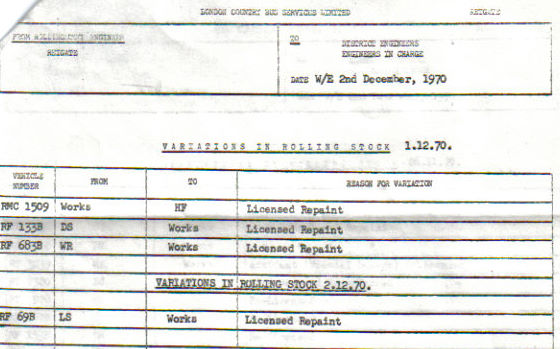 LONDON COUNTRY BUS SERVICES LIMITED REIGATE
FROM ROLLING STOCK ENGINEER TO DISTRICT ENGINEERS
REIGATE ENGINEERS IN CHARGE
DATE W/E 2nd December, 1970
VARIATIONS IN ROLLING STOCK 1.12.70.
VEHICLE NUMBER FROM TO REASON FOR VARIATION
RMC 1509 Works HF Licensed Repaint
RF 133B DS Works Licensed Repaint
RF 683B WR Works Licensed Repaint
VARIATIONS IN ROLLING STOCK 2.12.70.
RF 69B LS Works Licensed Repaint